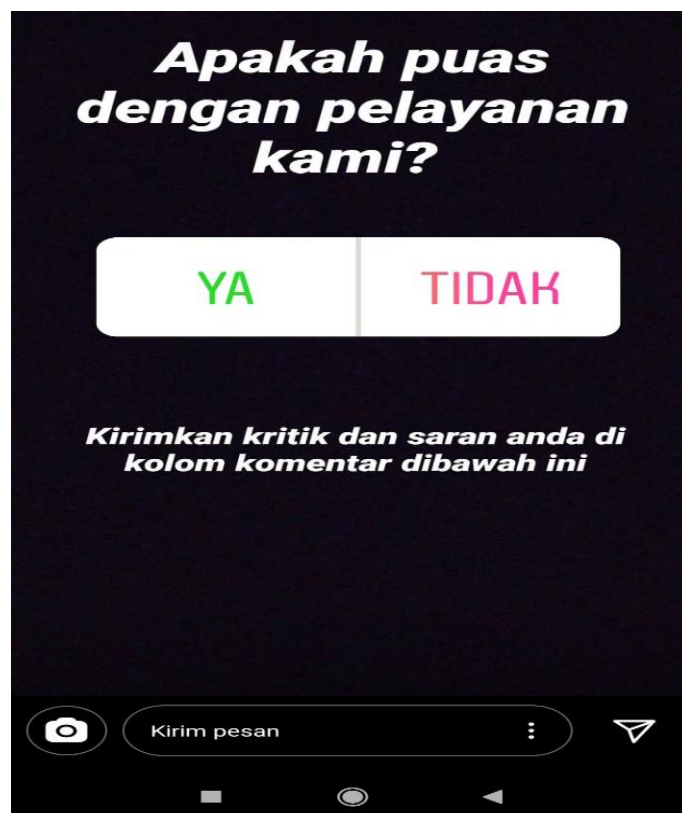 Apakah puas
dengan pelayanan
kami?
YA TIDAK
Kirimkan kritik dan saran anda di
kolom komentar dibawah ini
Kirim pesan